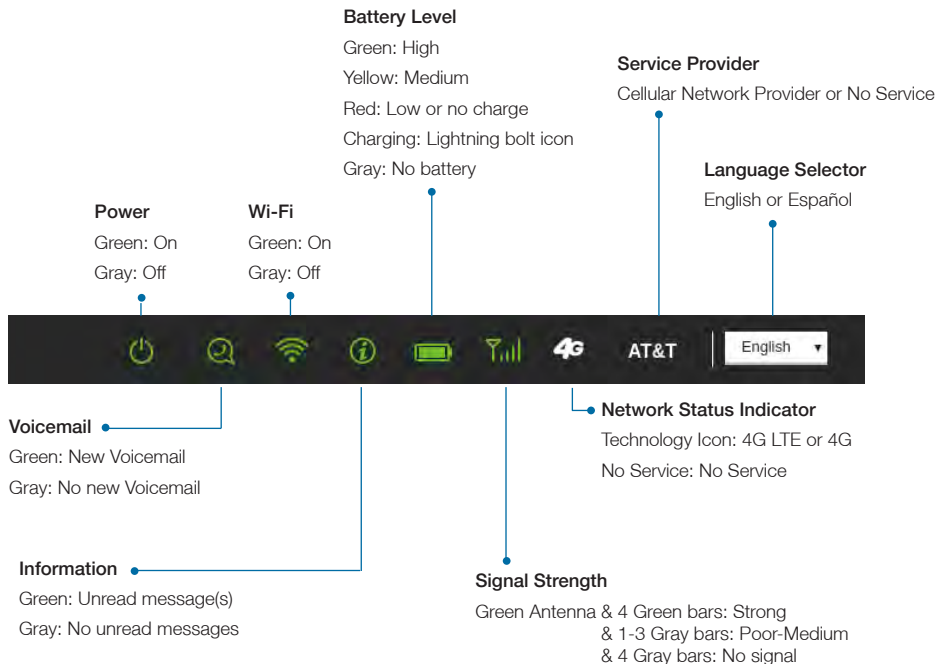 Battery Level
Green: High
Yellow: Medium
Red: Low or no charge
Charging: Lightning bolt icon
Gray: No battery
Service Provider
Cellular Network Provider or No Service
Language Selector
English or Español
Power
Green: On
Gray: Off
Wi-Fi
Green: On
Gray: Off
4G
AT&T
English
Voicemail
Green: New Voicemail
Gray: No new Voicemail
Network Status Indicator
Technology Icon: 4G LTE or 4G
No Service: No Service
Information
Green: Unread message(s)
Gray: No unread messages
Signal Strength
Green Antenna & 4 Green bars: Strong
& 1-3 Gray bars: Poor-Medium
& 4 Gray bars: No signal